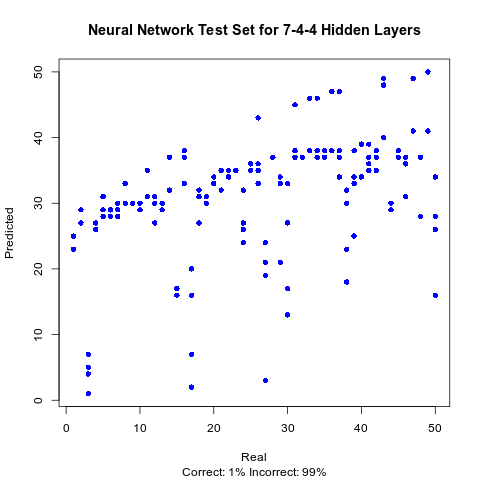 Neural Network Test Set for 7-4-4 Hidden Layers
Predicted
50
40
30
20
10
0
0 10 20 30 40 50
Real
Correct: 1% Incorrect: 99%